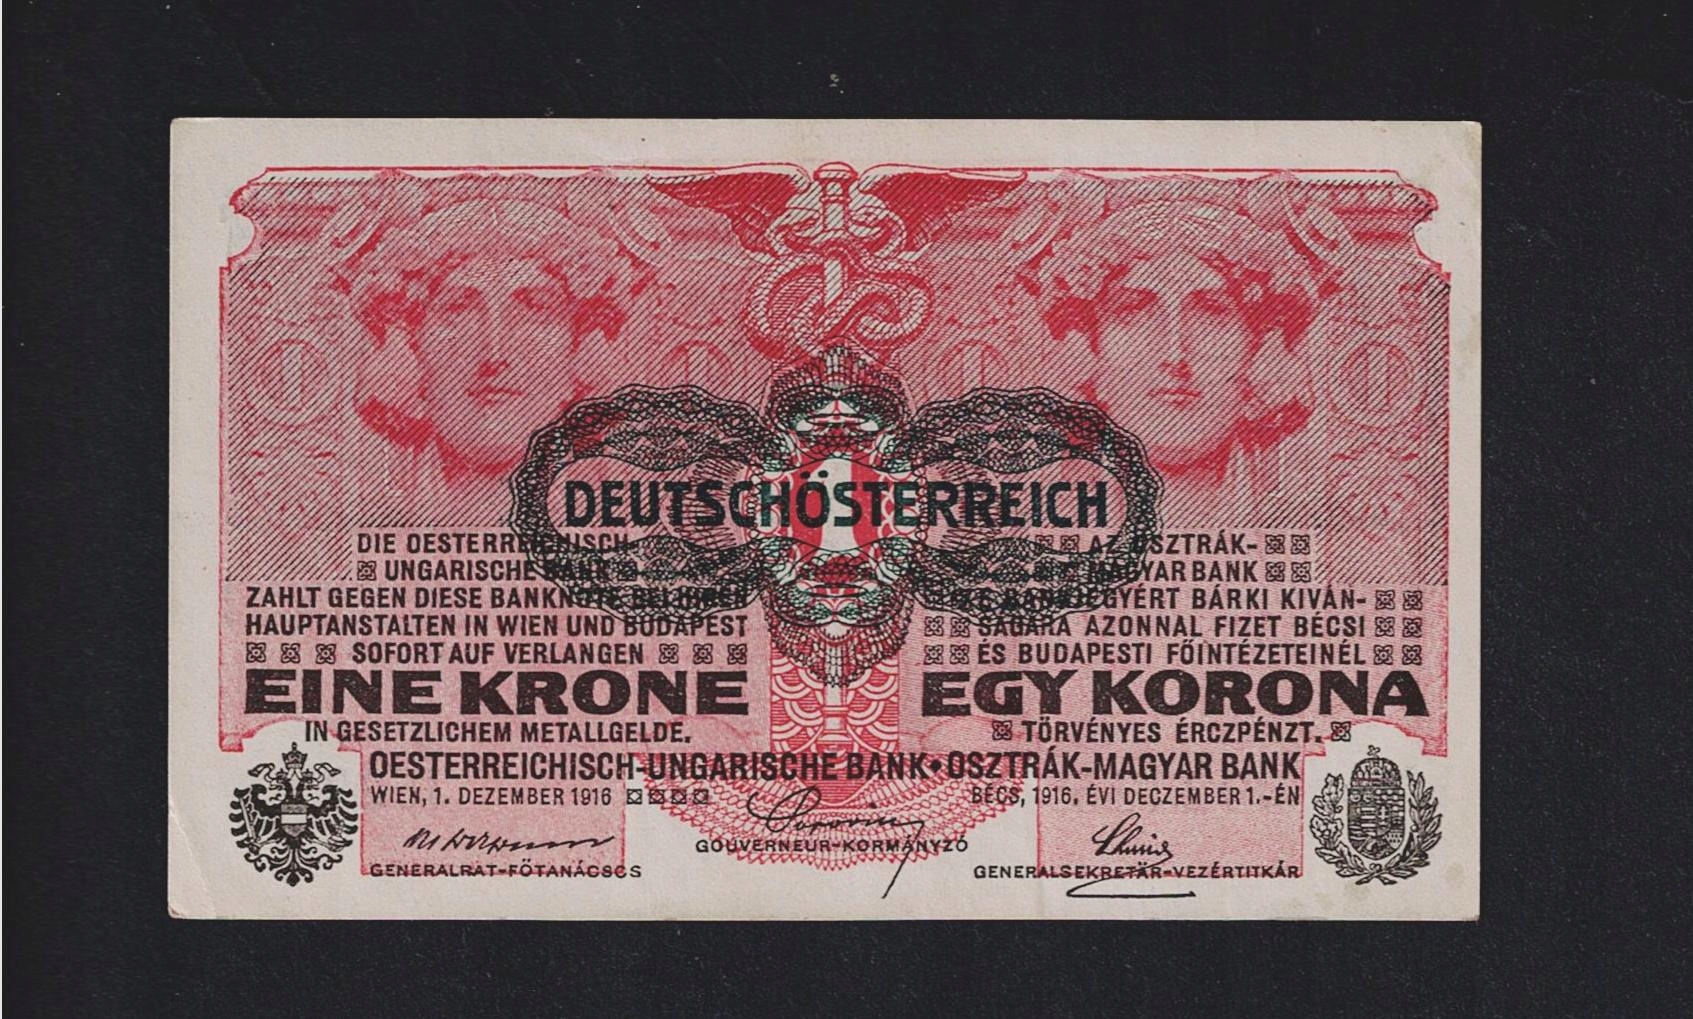 DEUTSCHÖSTERREICH
DIE OESTERREICHISCH-
UNGARISCHE BANK
ZAHLT GEGEN DIESE BANKNOTE BEI IHREN
HAUPTANSTALTEN IN WIEN UND BUDAPEST
SOFORT AUF VERLANGEN
EINE KRONE
IN GESETZLICHEM METALLGELDE.
AZ OSZTRÁK-
MAGYAR BANK
E BANKJEGYÉRT BÁRKI KIVÁN-
SÁGÁRA AZONNAL FIZET BÉCSI
ÉS BUDAPESTI FŐINTÉZETEINÉL
EGY KORONA
TÖRVÉNYES ÉRCZPÉNZT.
OESTERREICHISCH-UNGARISCHE BANK•OSZTRÁK-MAGYAR BANK
WIEN, 1. DEZEMBER 1916
BÉCS, 1916. ÉVI DECZEMBER 1.-ÉN
GENERALRAT-FŐTANÁCSCS
GOUVERNEUR-KORMÁNYZÓ
GENERALSEKRETÄR-VEZÉRTITKÁR